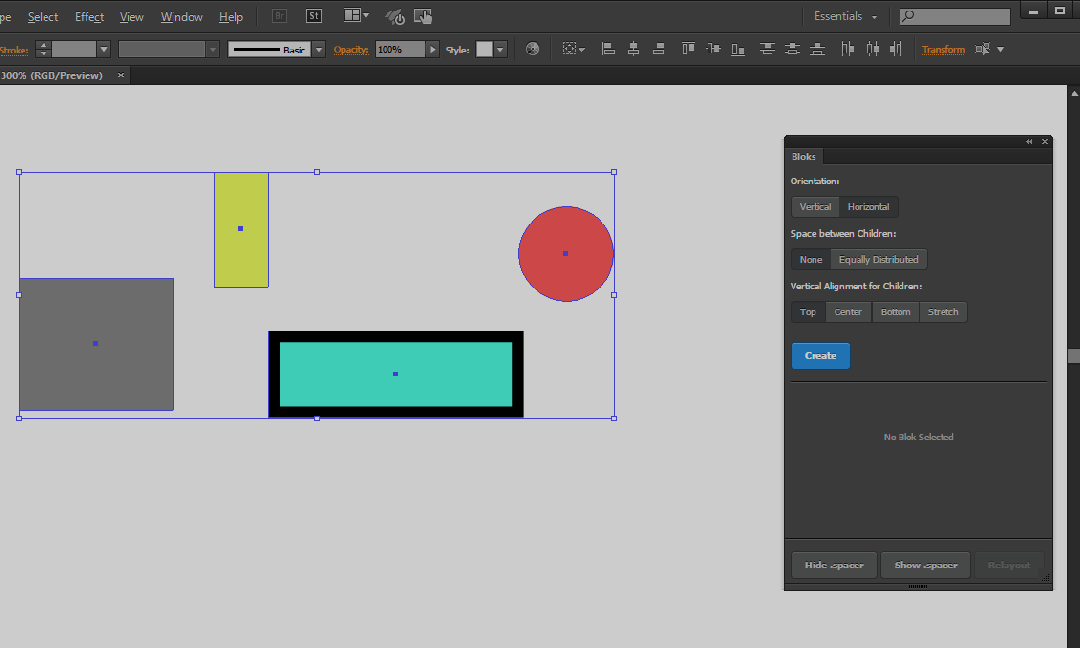 pe Select Effect View Window Help Br St Essentials
Stroke: Basic Opacity: 100% Style: Transform
300% (RGB/Preview) ×
Bloks
Orientation:
Vertical Horizontal
Space between Children:
None Equally Distributed
Vertical Alignment for Children:
Top Center Bottom Stretch
Create
No Blok Selected
Hide .spacer Show .spacer Relayout